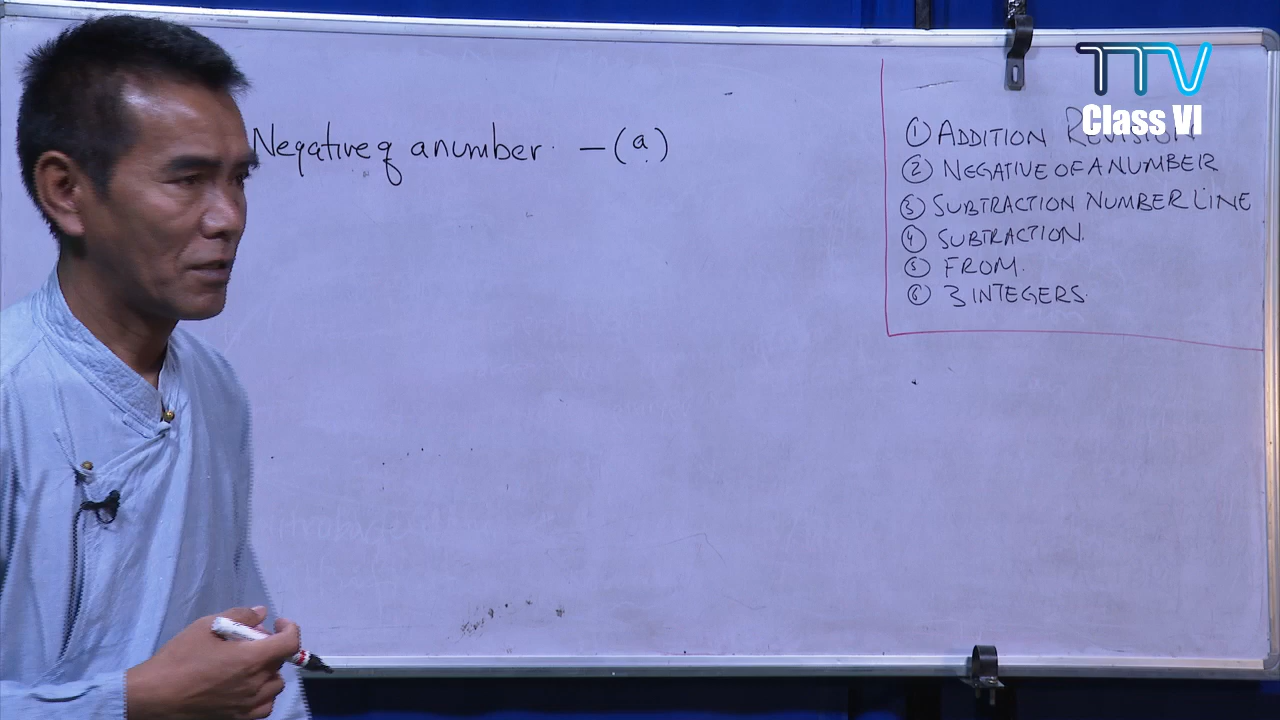 TTV
Class VI
Negative of a number. -(a)
① ADDITION REVISION
② NEGATIVE OF A NUMBER
③ SUBTRACTION NUMBER LINE
④ SUBTRACTION.
⑤ FROM.
⑥ 3 INTEGERS.